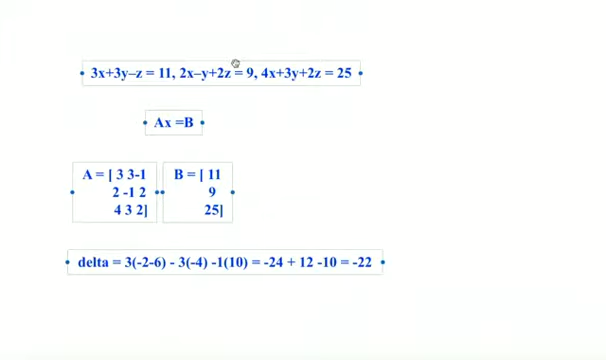 3x+3y–z = 11, 2x–y+2z = 9, 4x+3y+2z = 25
Ax =B
A = [ 3 3-1
2 -1 2
4 3 2]
B = [ 11
9
25]
delta = 3(-2-6) - 3(-4) -1(10) = -24 + 12 -10 = -22